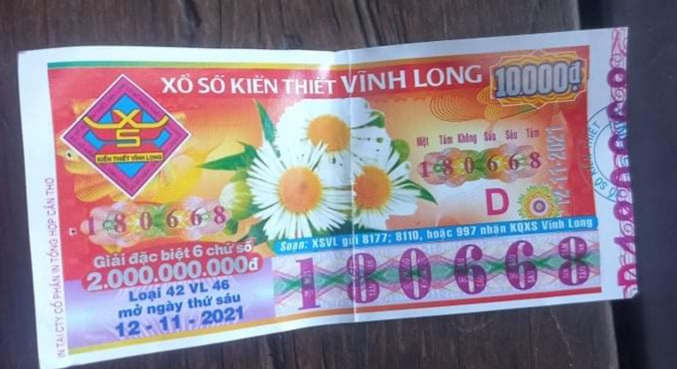 XỔ SỐ KIẾN THIẾT VĨNH LONG
10.000đ
XS
KIẾN THIẾT VĨNH LONG
Một Tám Không Sáu Sáu Tám
180668
D
12-11-2021
180668
Giải đặc biệt 6 chữ số
2.000.000.000đ
Soạn: XSVL gửi 8177; 8110, hoặc 997 nhận KQXS Vĩnh Long
Loại 42 VL 46
mở ngày thứ sáu
12-11-2021
180668
IN TẠI CTY CỔ PHẦN IN TỔNG HỢP CẦN THƠ